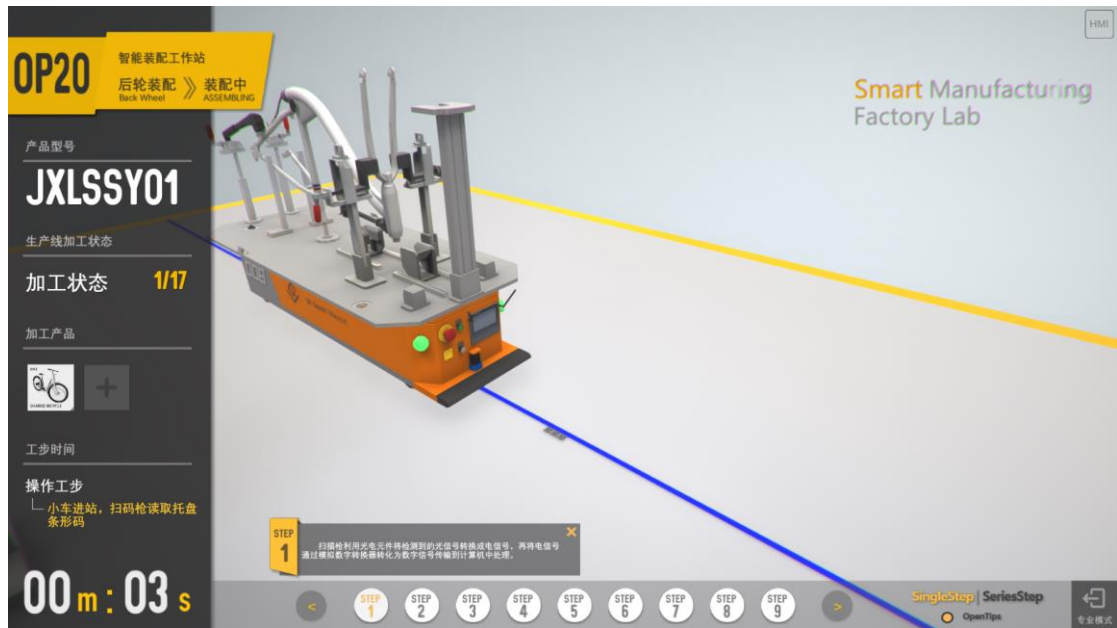 HMI
OP20
智能装配工作站
后轮装配 》 装配中
Back Wheel ASSEMBLING
Smart Manufacturing
Factory Lab
产品型号
JXLSSY01
生产线加工状态
加工状态 1/17
加工产品
+
工步时间
操作工步
小车进站，扫码枪读取托盘
条形码
STEP
1
扫描枪利用光电元件将检测到的光信号转换成电信号，再将电信号
通过模拟数字转换器转化为数字信号传输到计算机中处理。
00 m : 03 s
< STEP 1 STEP 2 STEP 3 STEP 4 STEP 5 STEP 6 STEP 7 STEP 8 STEP 9 >
SingleStep | SeriesStep
OpenTips
专业模式